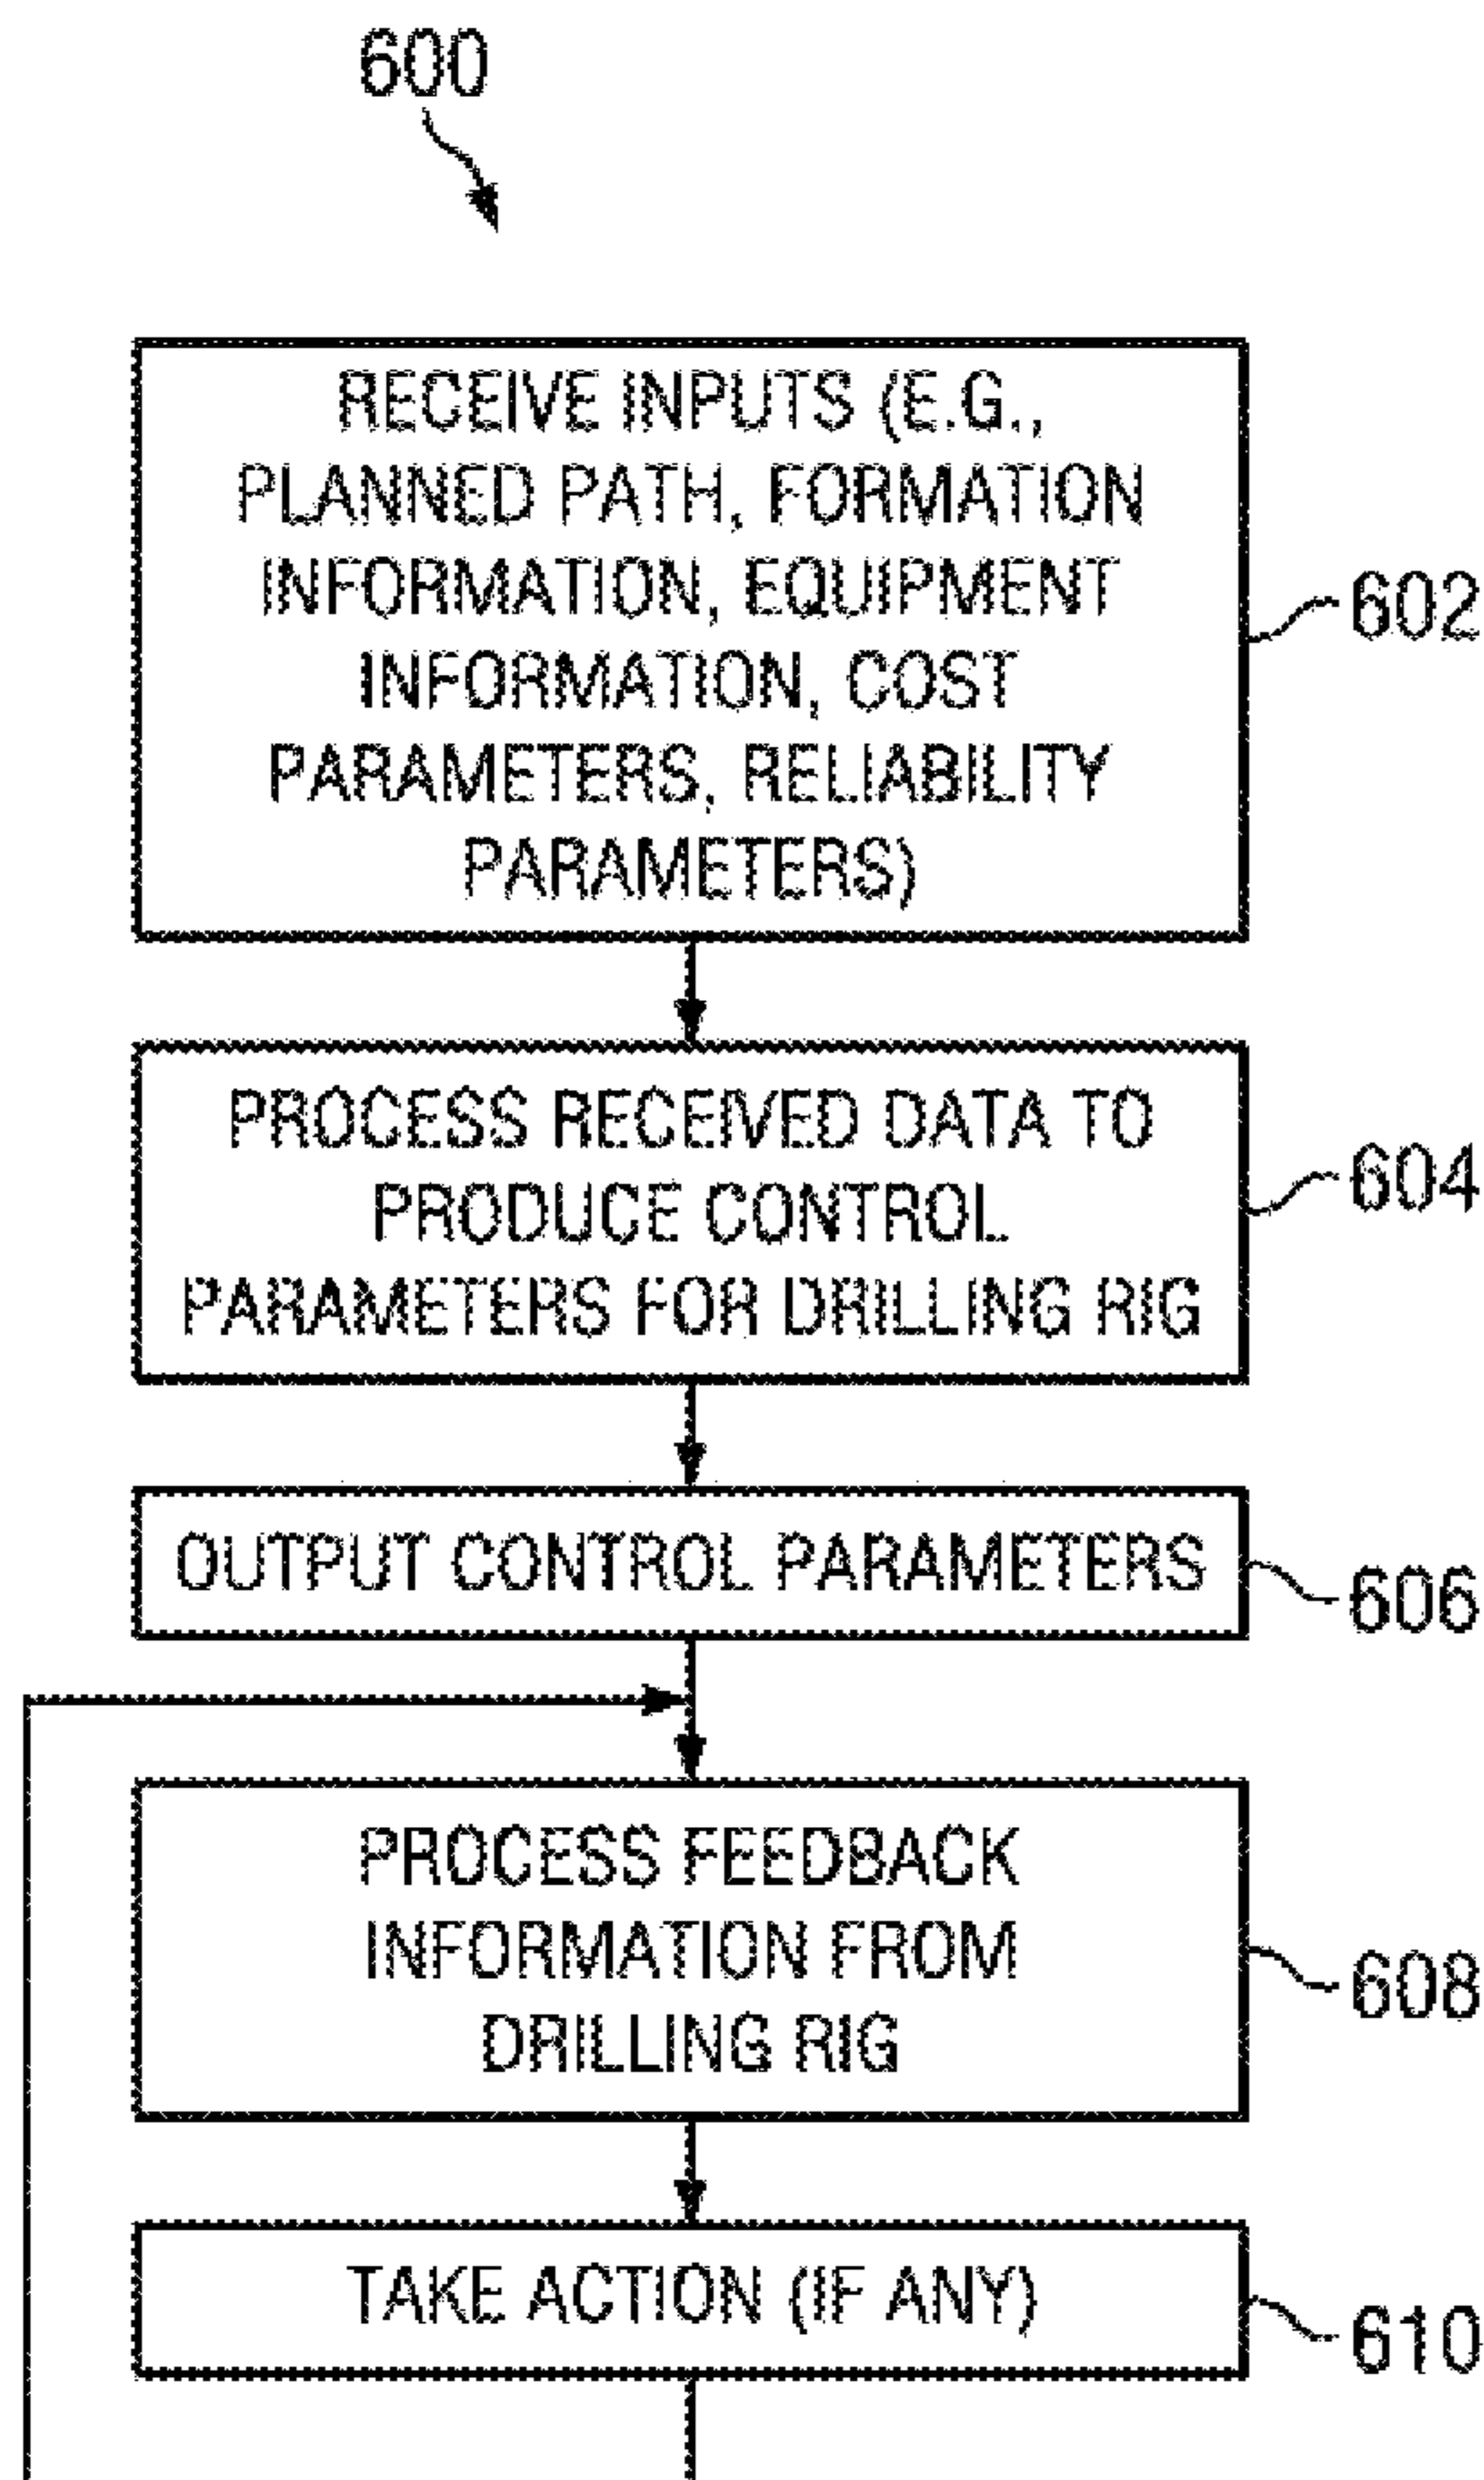 600
RECEIVE INPUTS (E.G.,
PLANNED PATH, FORMATION
INFORMATION, EQUIPMENT
INFORMATION, COST
PARAMETERS, RELIABILITY
PARAMETERS)
602
PROCESS RECEIVED DATA TO
PRODUCE CONTROL
PARAMETERS FOR DRILLING RIG
604
OUTPUT CONTROL PARAMETERS
606
PROCESS FEEDBACK
INFORMATION FROM
DRILLING RIG
608
TAKE ACTION (IF ANY)
610